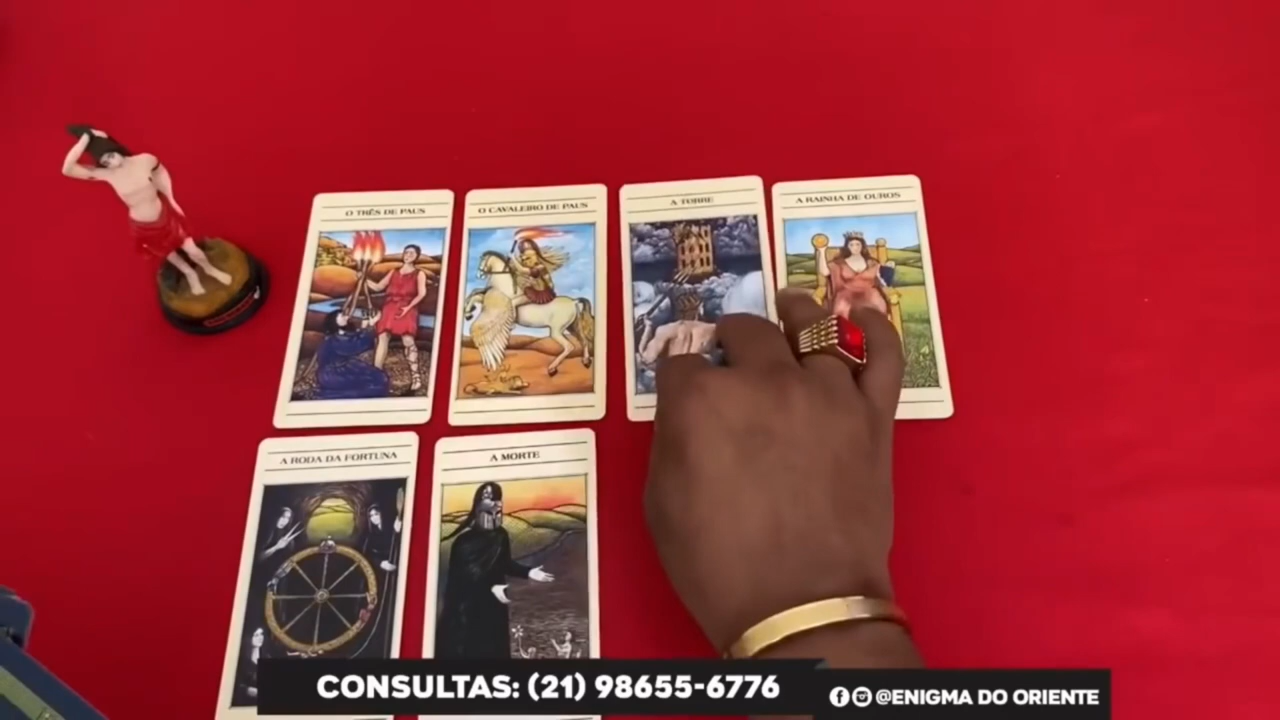 O TRÊS DE PAUS
O CAVALEIRO DE PAUS
A TORRE
A RAINHA DE OUROS
A RODA DA FORTUNA
A MORTE
CONSULTAS: (21) 98655-6776
@ENIGMA DO ORIENTE